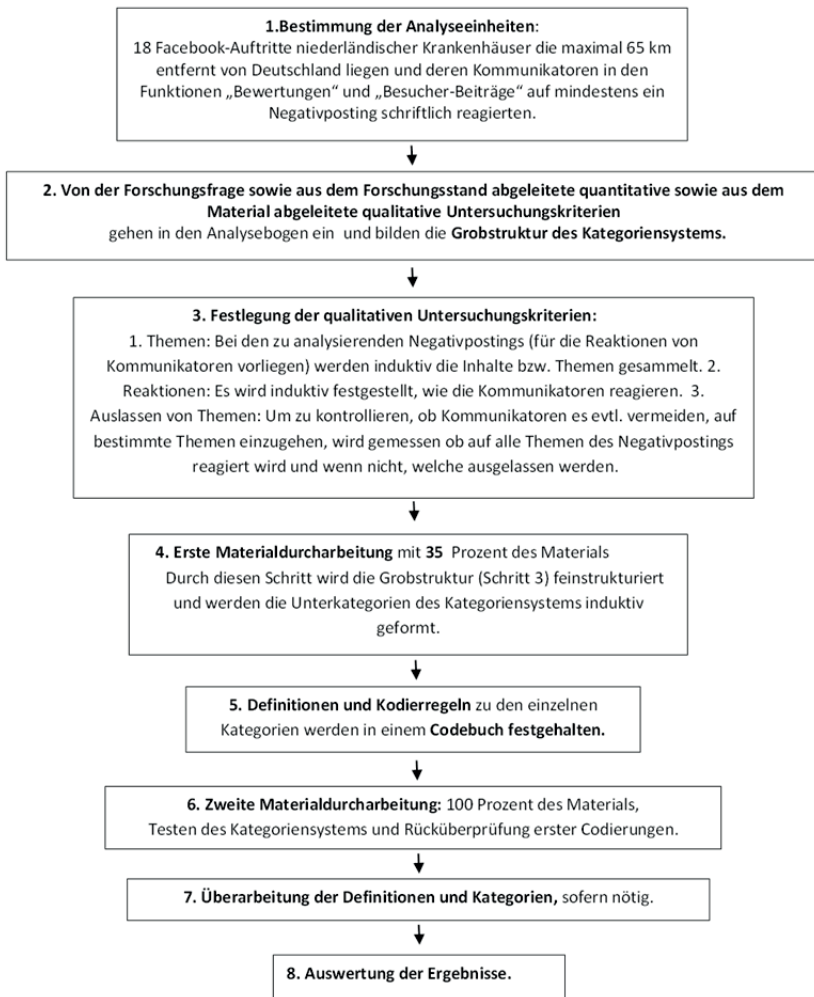 1.Bestimmung der Analyseeinheiten:
18 Facebook-Auftritte niederländischer Krankenhäuser die maximal 65 km
entfernt von Deutschland liegen und deren Kommunikatoren in den
Funktionen „Bewertungen" und „Besucher-Beiträge" auf mindestens ein
Negativposting schriftlich reagierten.
2. Von der Forschungsfrage sowie aus dem Forschungsstand abgeleitete quantitative sowie aus dem
Material abgeleitete qualitative Untersuchungskriterien
gehen in den Analysebogen ein und bilden die Grobstruktur des Kategoriensystems.
3. Festlegung der qualitativen Untersuchungskriterien:
1. Themen: Bei den zu analysierenden Negativpostings (für die Reaktionen von
Kommunikatoren vorliegen) werden induktiv die Inhalte bzw. Themen gesammelt. 2.
Reaktionen: Es wird induktiv festgestellt, wie die Kommunikatoren reagieren. 3.
Auslassen von Themen: Um zu kontrollieren, ob Kommunikatoren es evtl. vermeiden, auf
bestimmte Themen einzugehen, wird gemessen ob auf alle Themen des Negativpostings
reagiert wird und wenn nicht, welche ausgelassen werden.
4. Erste Materialdurcharbeitung mit 35 Prozent des Materials
Durch diesen Schritt wird die Grobstruktur (Schritt 3) feinstrukturiert
und werden die Unterkategorien des Kategoriensystems induktiv
geformt.
5. Definitionen und Kodierregeln zu den einzelnen
Kategorien werden in einem Codebuch festgehalten.
6. Zweite Materialdurcharbeitung: 100 Prozent des Materials,
Testen des Kategoriensystems und Rücküberprüfung erster Codierungen.
7. Überarbeitung der Definitionen und Kategorien, sofern nötig.
8. Auswertung der Ergebnisse.